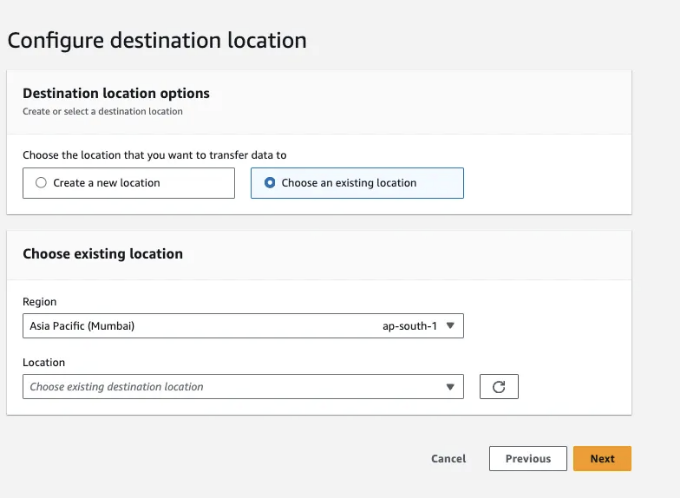 Configure destination location
Destination location options
Create or select a destination location
Choose the location that you want to transfer data to
Create a new location
Choose an existing location
Choose existing location
Region
Asia Pacific (Mumbai) ap-south-1
Location
Choose existing destination location
Cancel Previous Next